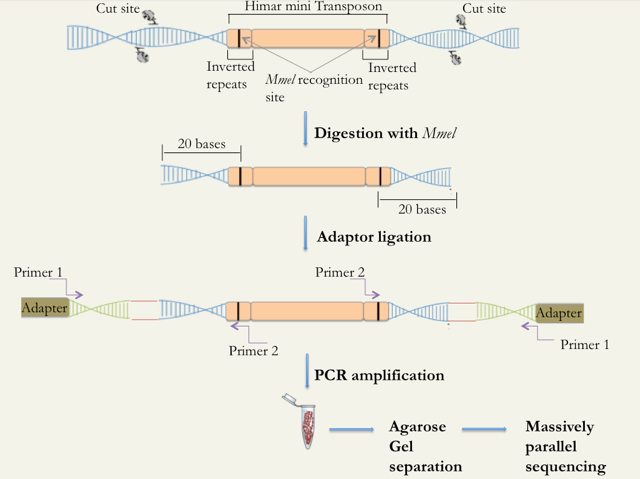 Himar mini Transposon
Cut site
Cut site
Inverted
repeats
MmeI recognition
site
Inverted
repeats
Digestion with MmeI
20 bases
20 bases
Adaptor ligation
Primer 1
Primer 2
Adapter
Adapter
Primer 2
Primer 1
PCR amplification
Agarose
Gel
separation
Massively
parallel
sequencing